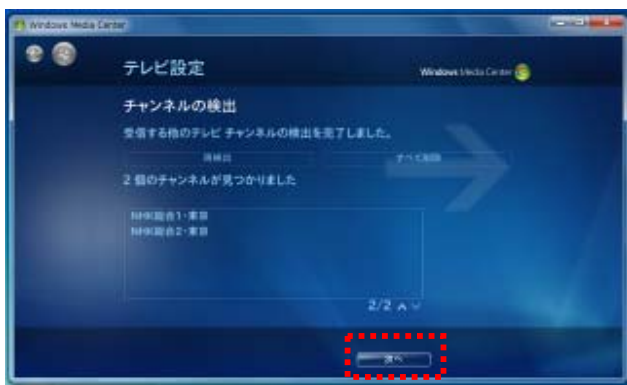 Windows Media Center
テレビ設定
Windows Media Center
チャンネルの検出
受信する他のテレビ チャンネルの検出を完了しました。
再検出 すべて削除
2 個のチャンネルが見つかりました
NHK総合1・東京
NHK総合2・東京
2/2
次へ